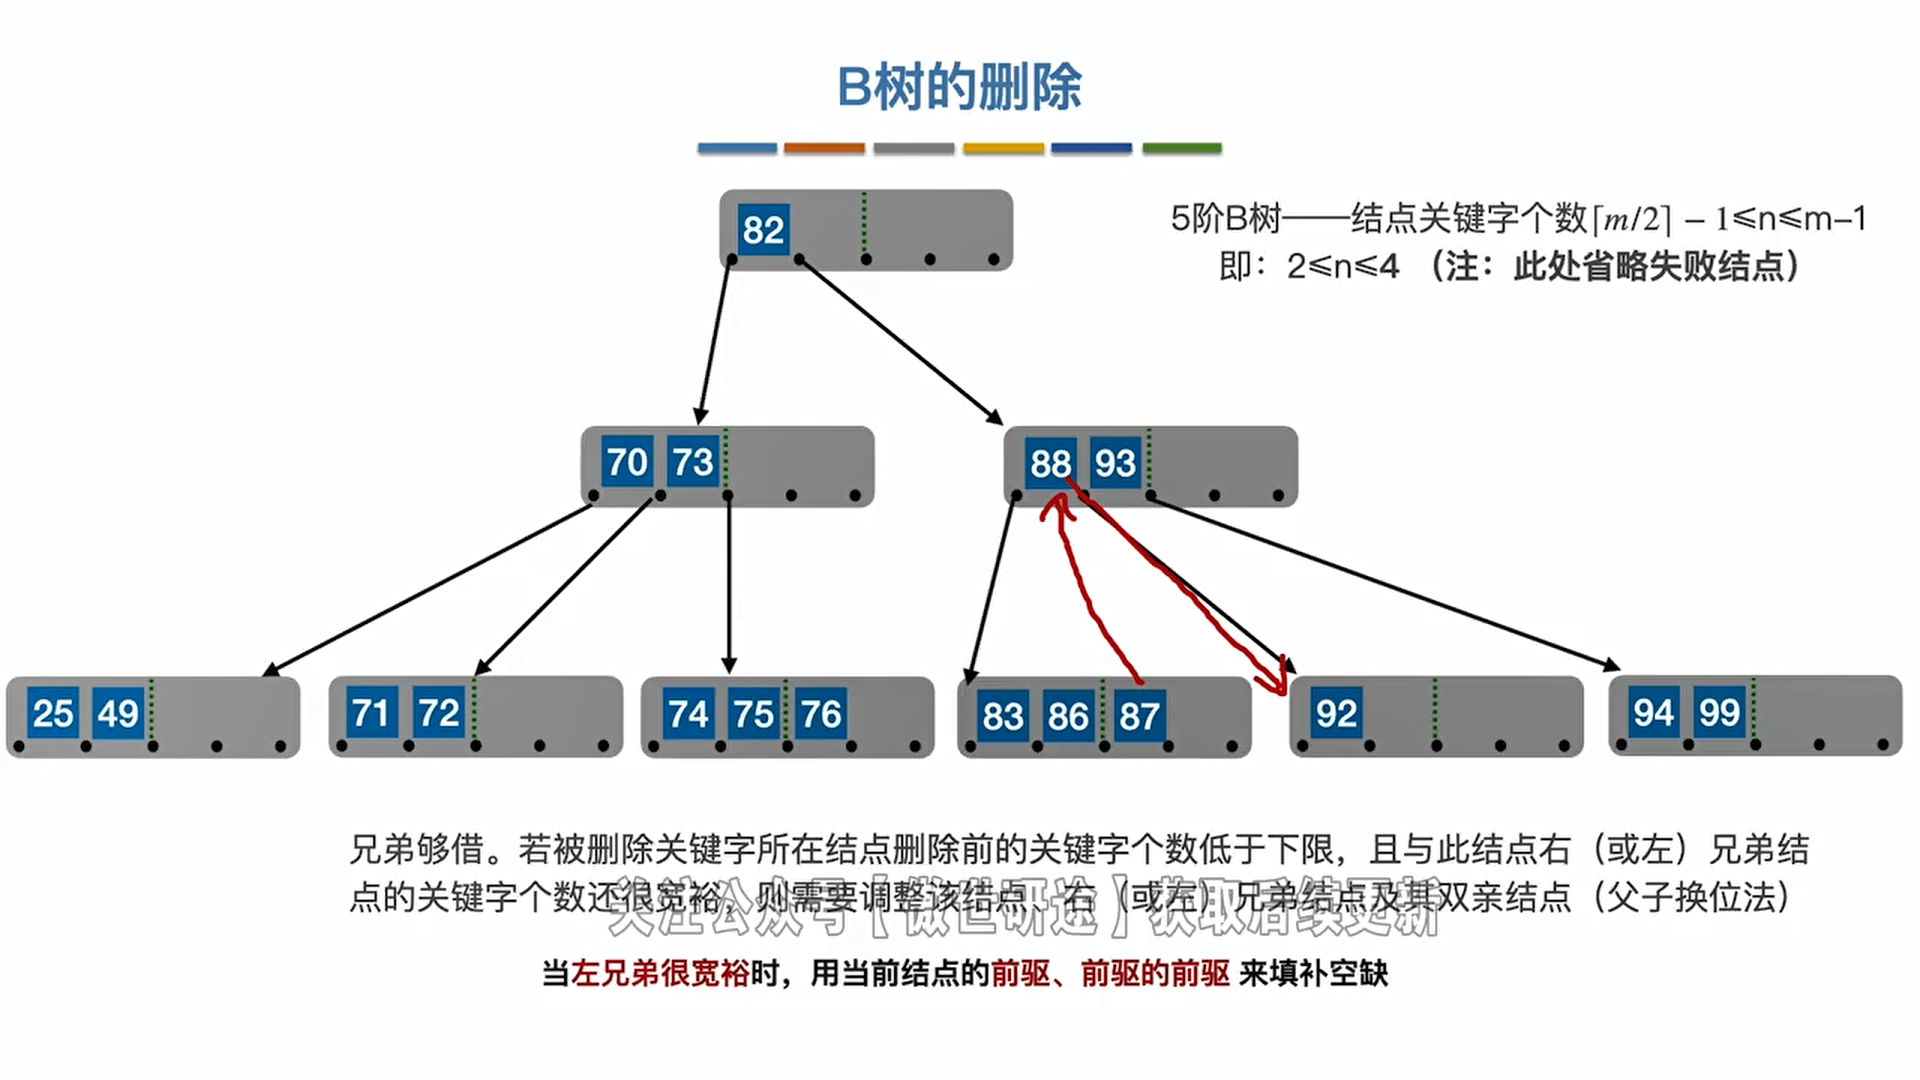 B树的删除
82
5阶B树——结点关键字个数⌈m/2⌉ − 1≤n≤m−1
即：2≤n≤4 （注：此处省略失败结点）
70 73
88 93
25 49
71 72
74 75 76
83 86 87
92
94 99
兄弟够借。若被删除关键字所在结点删除前的关键字个数低于下限，且与此结点右（或左）兄弟结
点的关键字个数还很宽裕，则需要调整该结点、右（或左）兄弟结点及其双亲结点（父子换位法）
关注公众号【傲世研途】获取后续更新
当左兄弟很宽裕时，用当前结点的前驱、前驱的前驱 来填补空缺